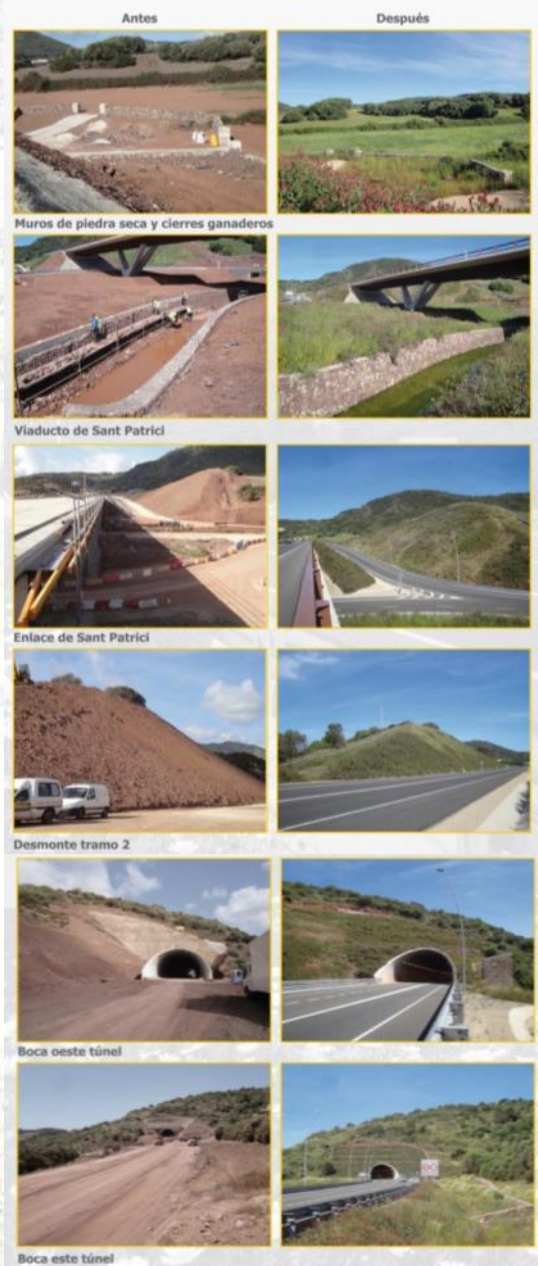 Antes
Después
Muros de piedra seca y cierres ganaderos
Viaducto de Sant Patrici
Enlace de Sant Patrici
Desmonte tramo 2
Boca oeste túnel
Boca este túnel